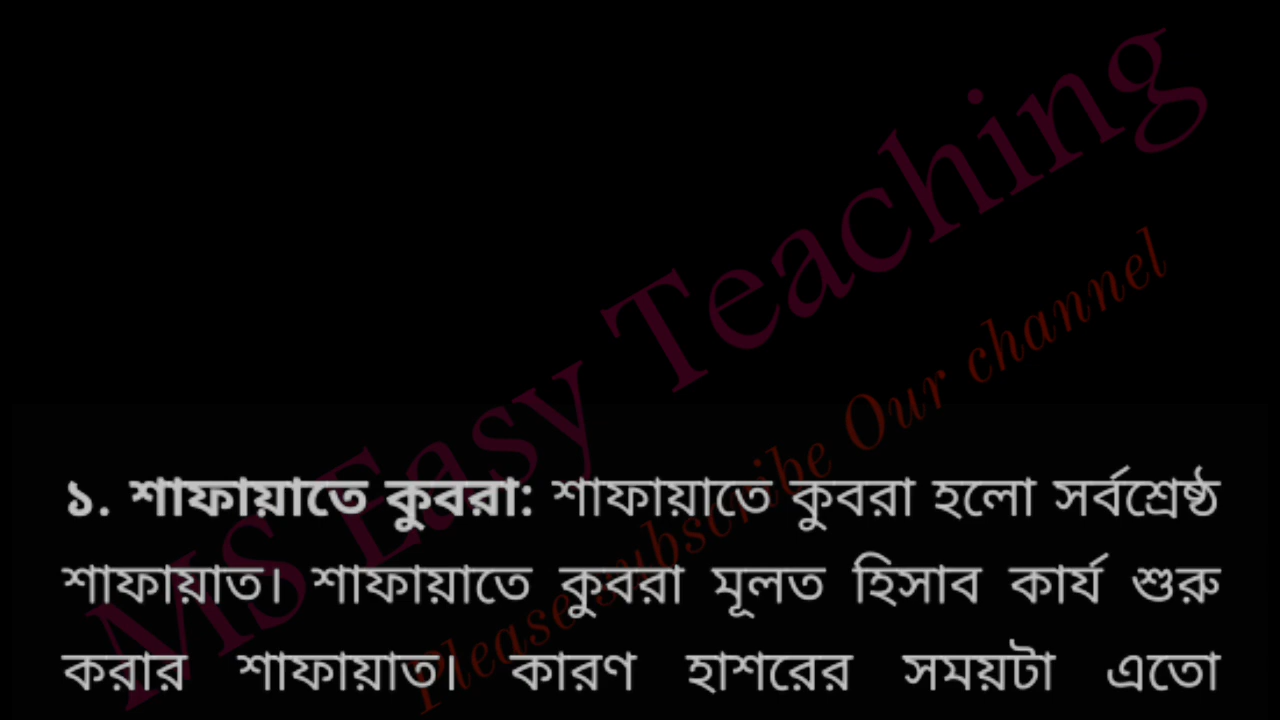 MS Easy Teaching
Please subscribe Our channel
১. শাফায়াতে কুবরা: শাফায়াতে কুবরা হলো সর্বশ্রেষ্ঠ
শাফায়াত। শাফায়াতে কুবরা মূলত হিসাব কার্য শুরু
করার শাফায়াত। কারণ হাশরের সময়টা এতো